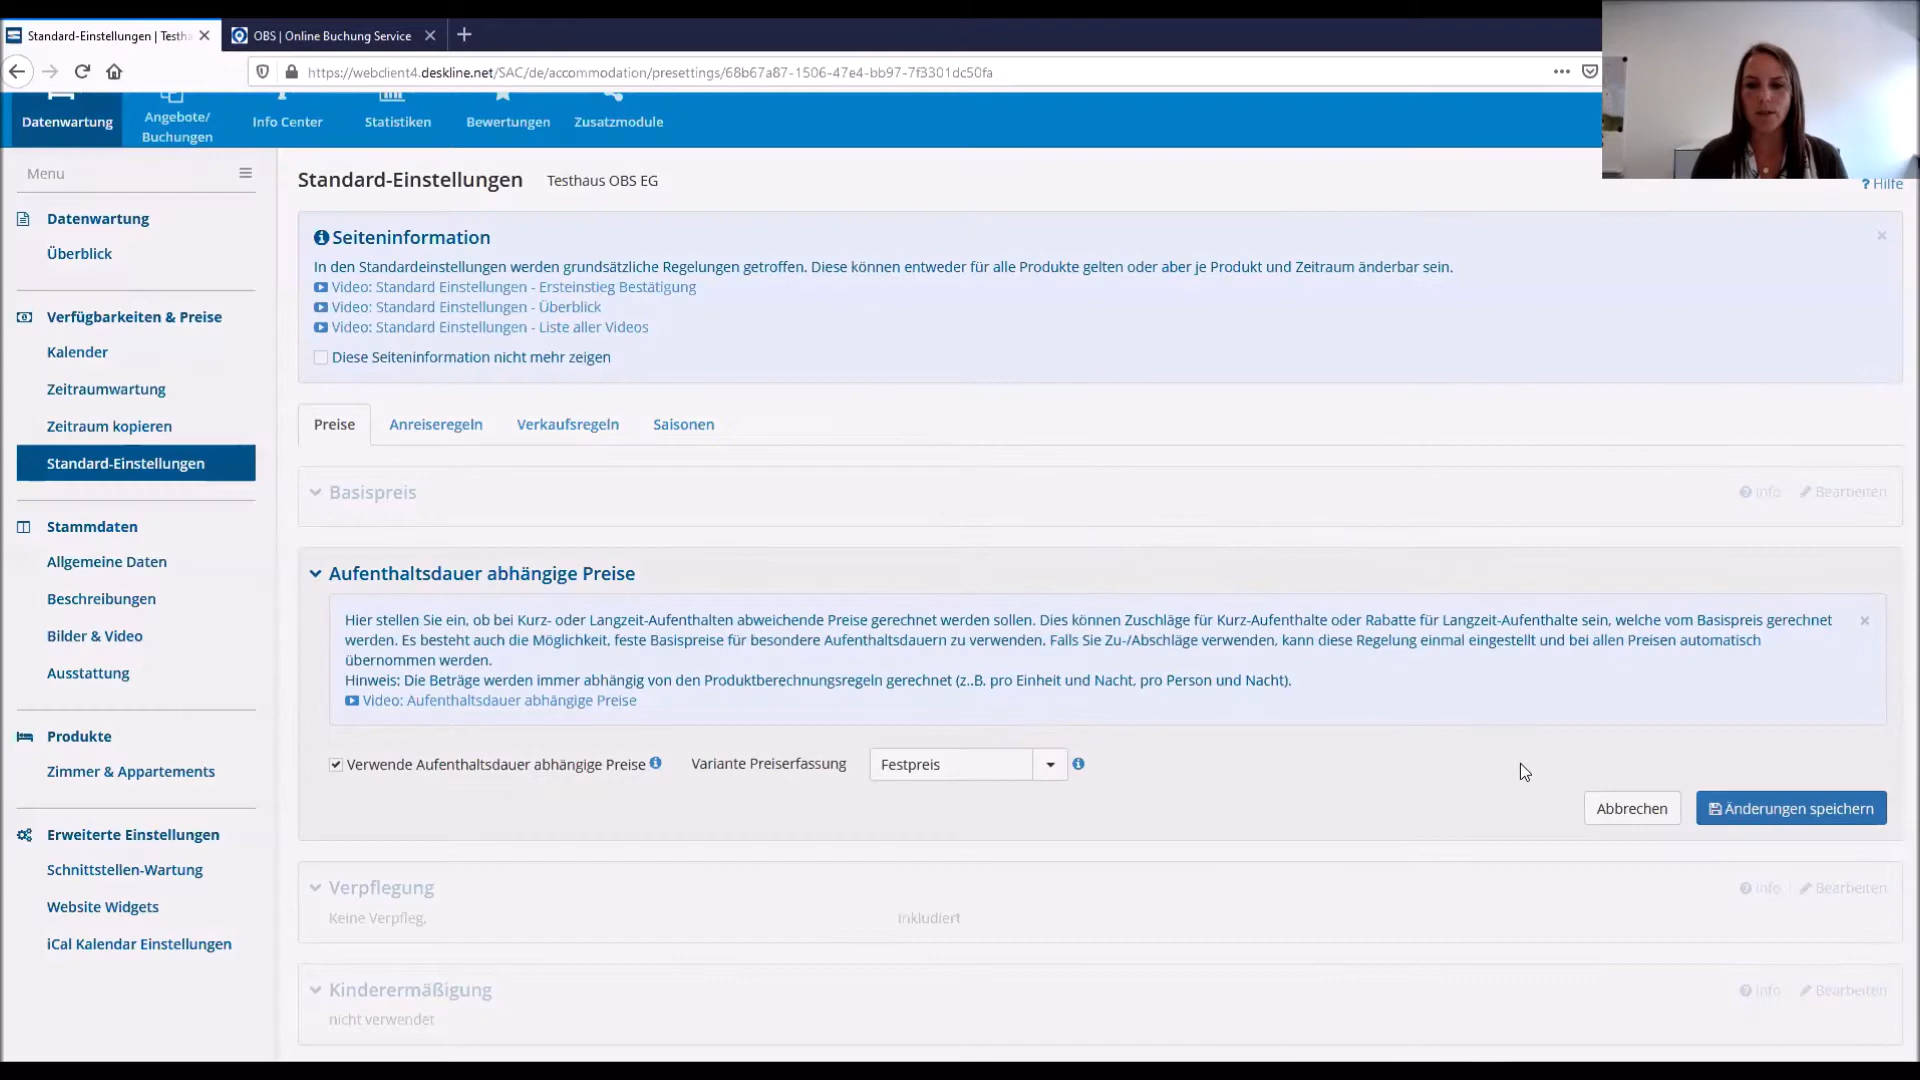 Standard-Einstellungen | Testha
OBS | Online Buchung Service
https://webclient4.deskline.net/SAC/de/accommodation/presettings/68b67a87-1506-47e4-bb97-7f3301dc50fa
Datenwartung
Angebote/
Buchungen
Info Center
Statistiken
Bewertungen
Zusatzmodule
Menu
Datenwartung
Überblick
Verfügbarkeiten & Preise
Kalender
Zeitraumwartung
Zeitraum kopieren
Standard-Einstellungen
Stammdaten
Allgemeine Daten
Beschreibungen
Bilder & Video
Ausstattung
Produkte
Zimmer & Appartements
Erweiterte Einstellungen
Schnittstellen-Wartung
Website Widgets
iCal Kalendar Einstellungen
Standard-Einstellungen Testhaus OBS EG
? Hilfe
Seiteninformation
In den Standardeinstellungen werden grundsätzliche Regelungen getroffen. Diese können entweder für alle Produkte gelten oder aber je Produkt und Zeitraum änderbar sein.
Video: Standard Einstellungen - Ersteinstieg Bestätigung
Video: Standard Einstellungen - Überblick
Video: Standard Einstellungen - Liste aller Videos
Diese Seiteninformation nicht mehr zeigen
Preise Anreiseregeln Verkaufsregeln Saisonen
Basispreis
Info Bearbeiten
Aufenthaltsdauer abhängige Preise
Hier stellen Sie ein, ob bei Kurz- oder Langzeit-Aufenthalten abweichende Preise gerechnet werden sollen. Dies können Zuschläge für Kurz-Aufenthalte oder Rabatte für Langzeit-Aufenthalte sein, welche vom Basispreis gerechnet
werden. Es besteht auch die Möglichkeit, feste Basispreise für besondere Aufenthaltsdauern zu verwenden. Falls Sie Zu-/Abschläge verwenden, kann diese Regelung einmal eingestellt und bei allen Preisen automatisch
übernommen werden.
Hinweis: Die Beträge werden immer abhängig von den Produktberechnungsregeln gerechnet (z..B. pro Einheit und Nacht, pro Person und Nacht).
Video: Aufenthaltsdauer abhängige Preise
Verwende Aufenthaltsdauer abhängige Preise Variante Preiserfassung Festpreis
Abbrechen Änderungen speichern
Verpflegung
Info Bearbeiten
Keine Verpfleg. inkludiert
Kinderermäßigung
Info Bearbeiten
nicht verwendet